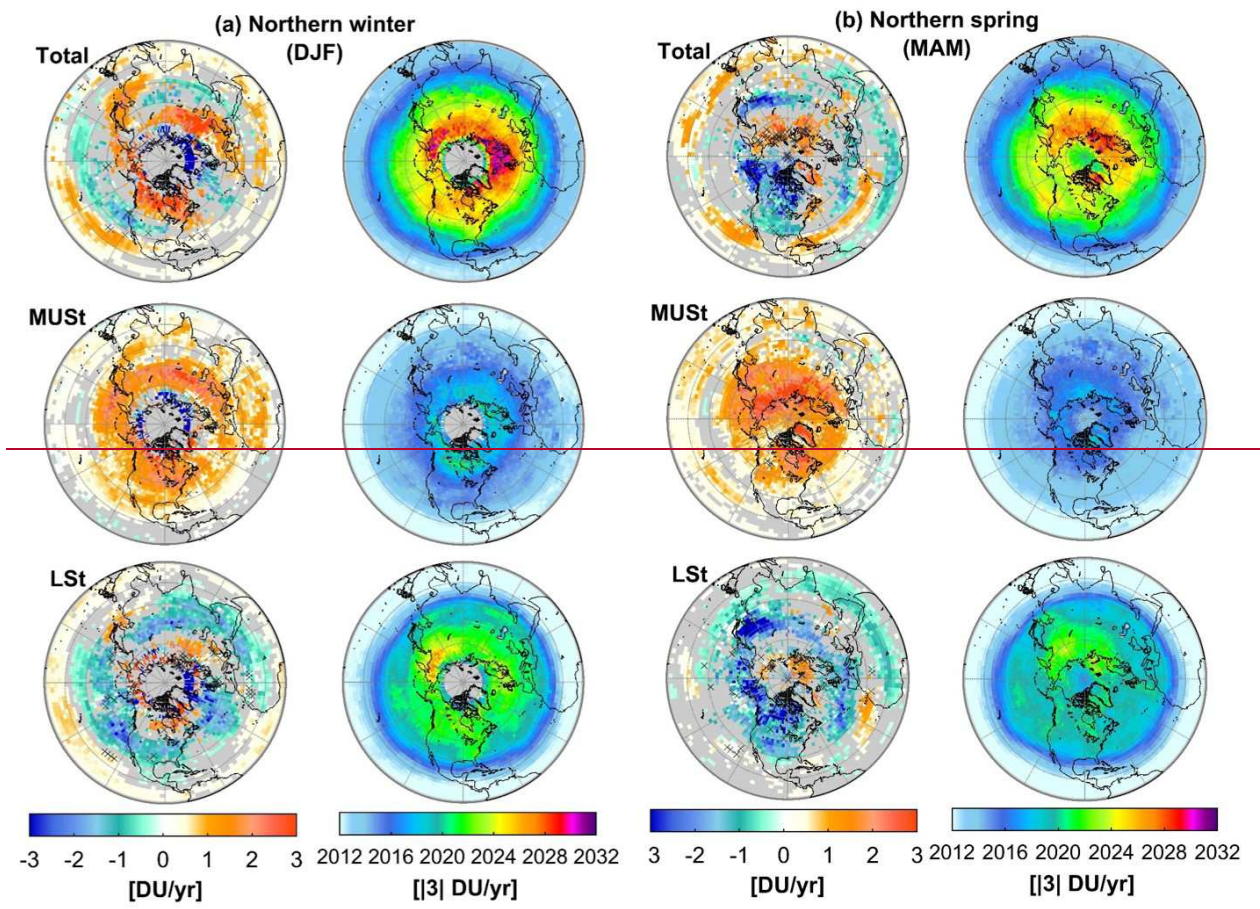 (a) Northern winter
(DJF)
(b) Northern spring
(MAM)
Total
Total
MUSt
MUSt
LSt
LSt
-3 -2 -1 0 1 2 3
[DU/yr]
2012 2016 2020 2024 2028 2032
[|3| DU/yr]
3 -2 -1 0 1 2 3
[DU/yr]
2012 2016 2020 2024 2028 2032
[|3| DU/yr]